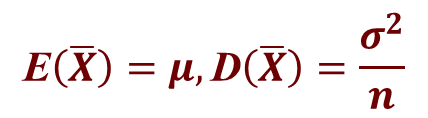 E(X̅) = μ, D(X̅) = σ²/n